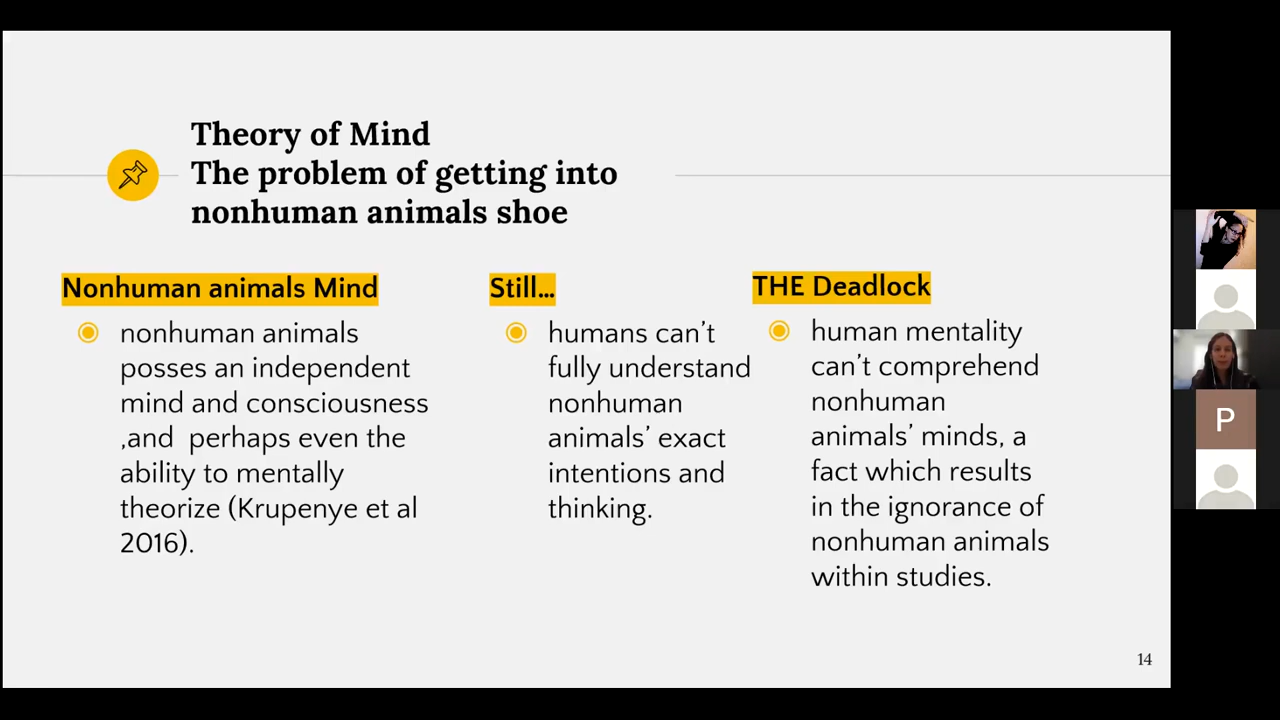 Theory of Mind
The problem of getting into
nonhuman animals shoe
Nonhuman animals Mind
nonhuman animals
posses an independent
mind and consciousness
,and perhaps even the
ability to mentally
theorize (Krupenye et al
2016).
Still...
humans can't
fully understand
nonhuman
animals' exact
intentions and
thinking.
THE Deadlock
human mentality
can't comprehend
nonhuman
animals' minds, a
fact which results
in the ignorance of
nonhuman animals
within studies.
14
P